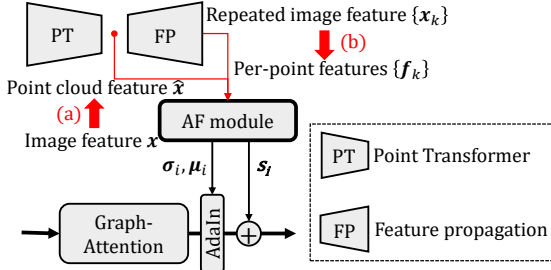 PT
FP
Repeated image feature {𝒙ₖ}
(b)
Per-point features {𝒇ₖ}
Point cloud feature x̂
(a)
Image feature 𝒙
AF module
σᵢ, μᵢ
sᵢ
Graph-
Attention
AdaIn
+
PT
Point Transformer
FP
Feature propagation